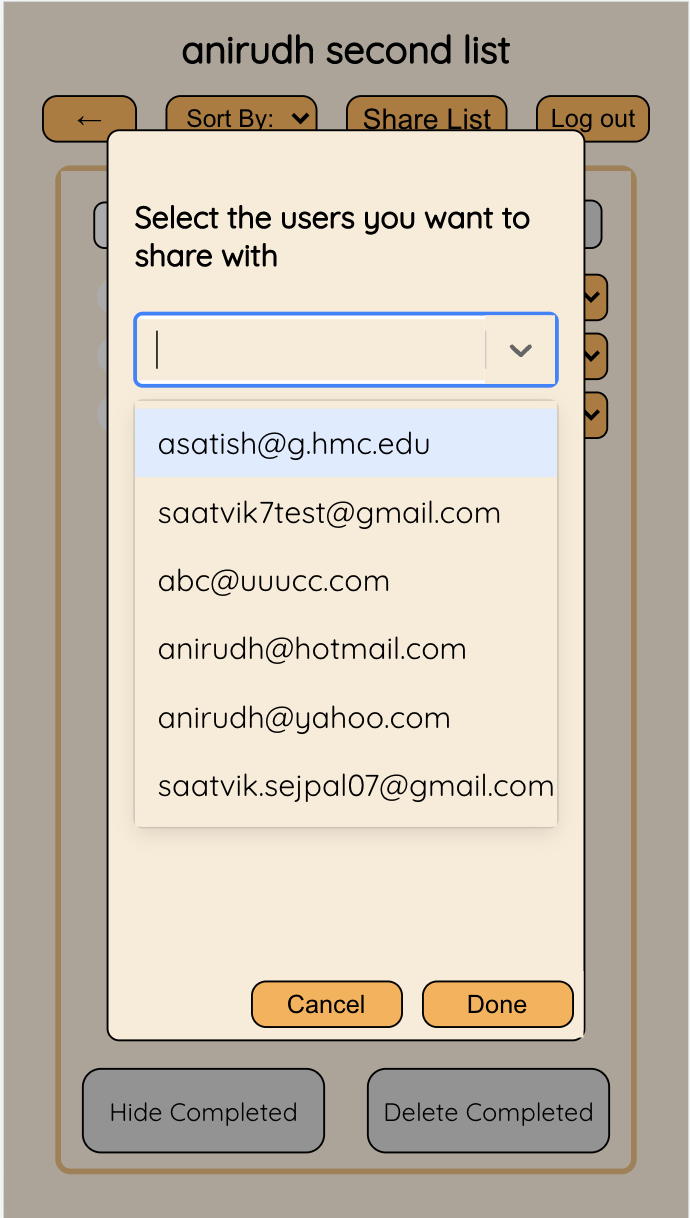 anirudh second list
← Sort By: Share List Log out
Select the users you want to
share with
asatish@g.hmc.edu
saatvik7test@gmail.com
abc@uuucc.com
anirudh@hotmail.com
anirudh@yahoo.com
saatvik.sejpal07@gmail.com
Cancel Done
Hide Completed Delete Completed